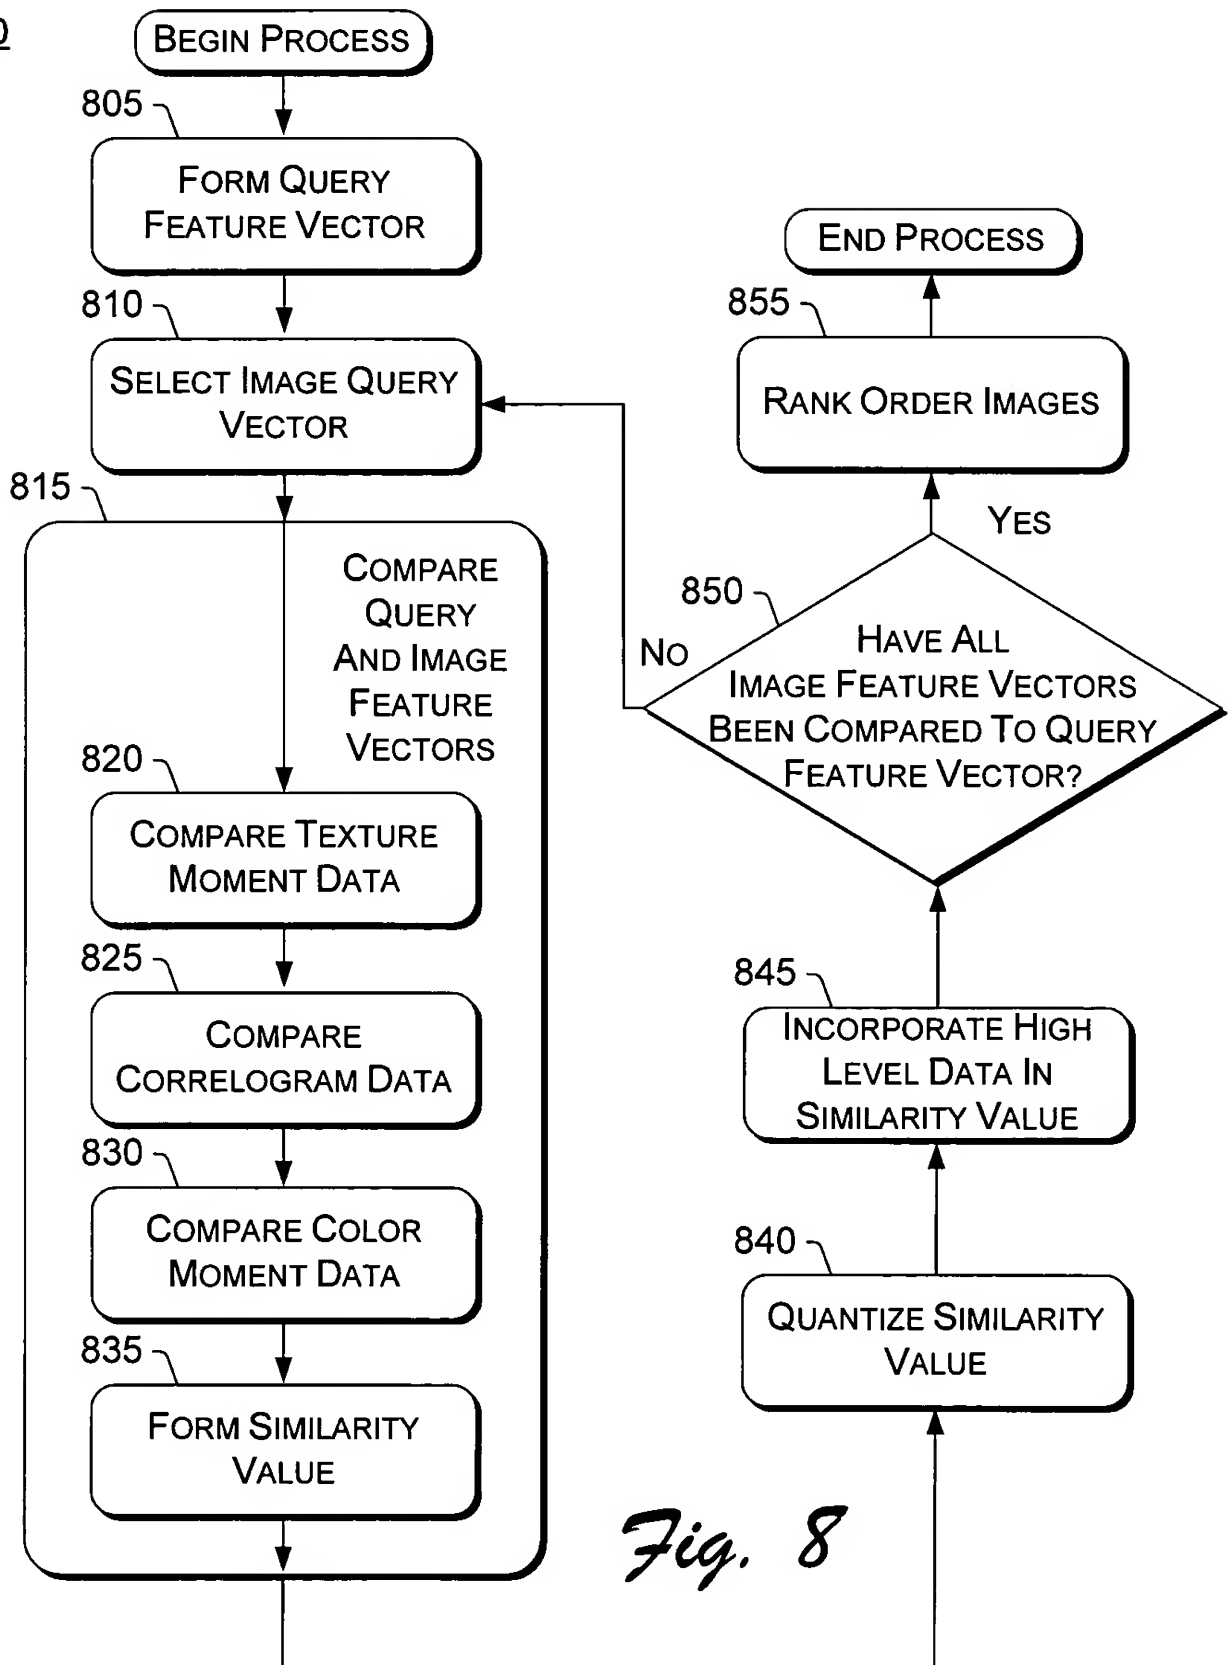 BEGIN PROCESS
805
FORM QUERY
FEATURE VECTOR
810
SELECT IMAGE QUERY
VECTOR
815
COMPARE
QUERY
AND IMAGE
FEATURE
VECTORS
820
COMPARE TEXTURE
MOMENT DATA
825
COMPARE
CORRELOGRAM DATA
830
COMPARE COLOR
MOMENT DATA
835
FORM SIMILARITY
VALUE
END PROCESS
855
RANK ORDER IMAGES
YES
850
NO
HAVE ALL
IMAGE FEATURE VECTORS
BEEN COMPARED TO QUERY
FEATURE VECTOR?
845
INCORPORATE HIGH
LEVEL DATA IN
SIMILARITY VALUE
840
QUANTIZE SIMILARITY
VALUE
Fig. 8